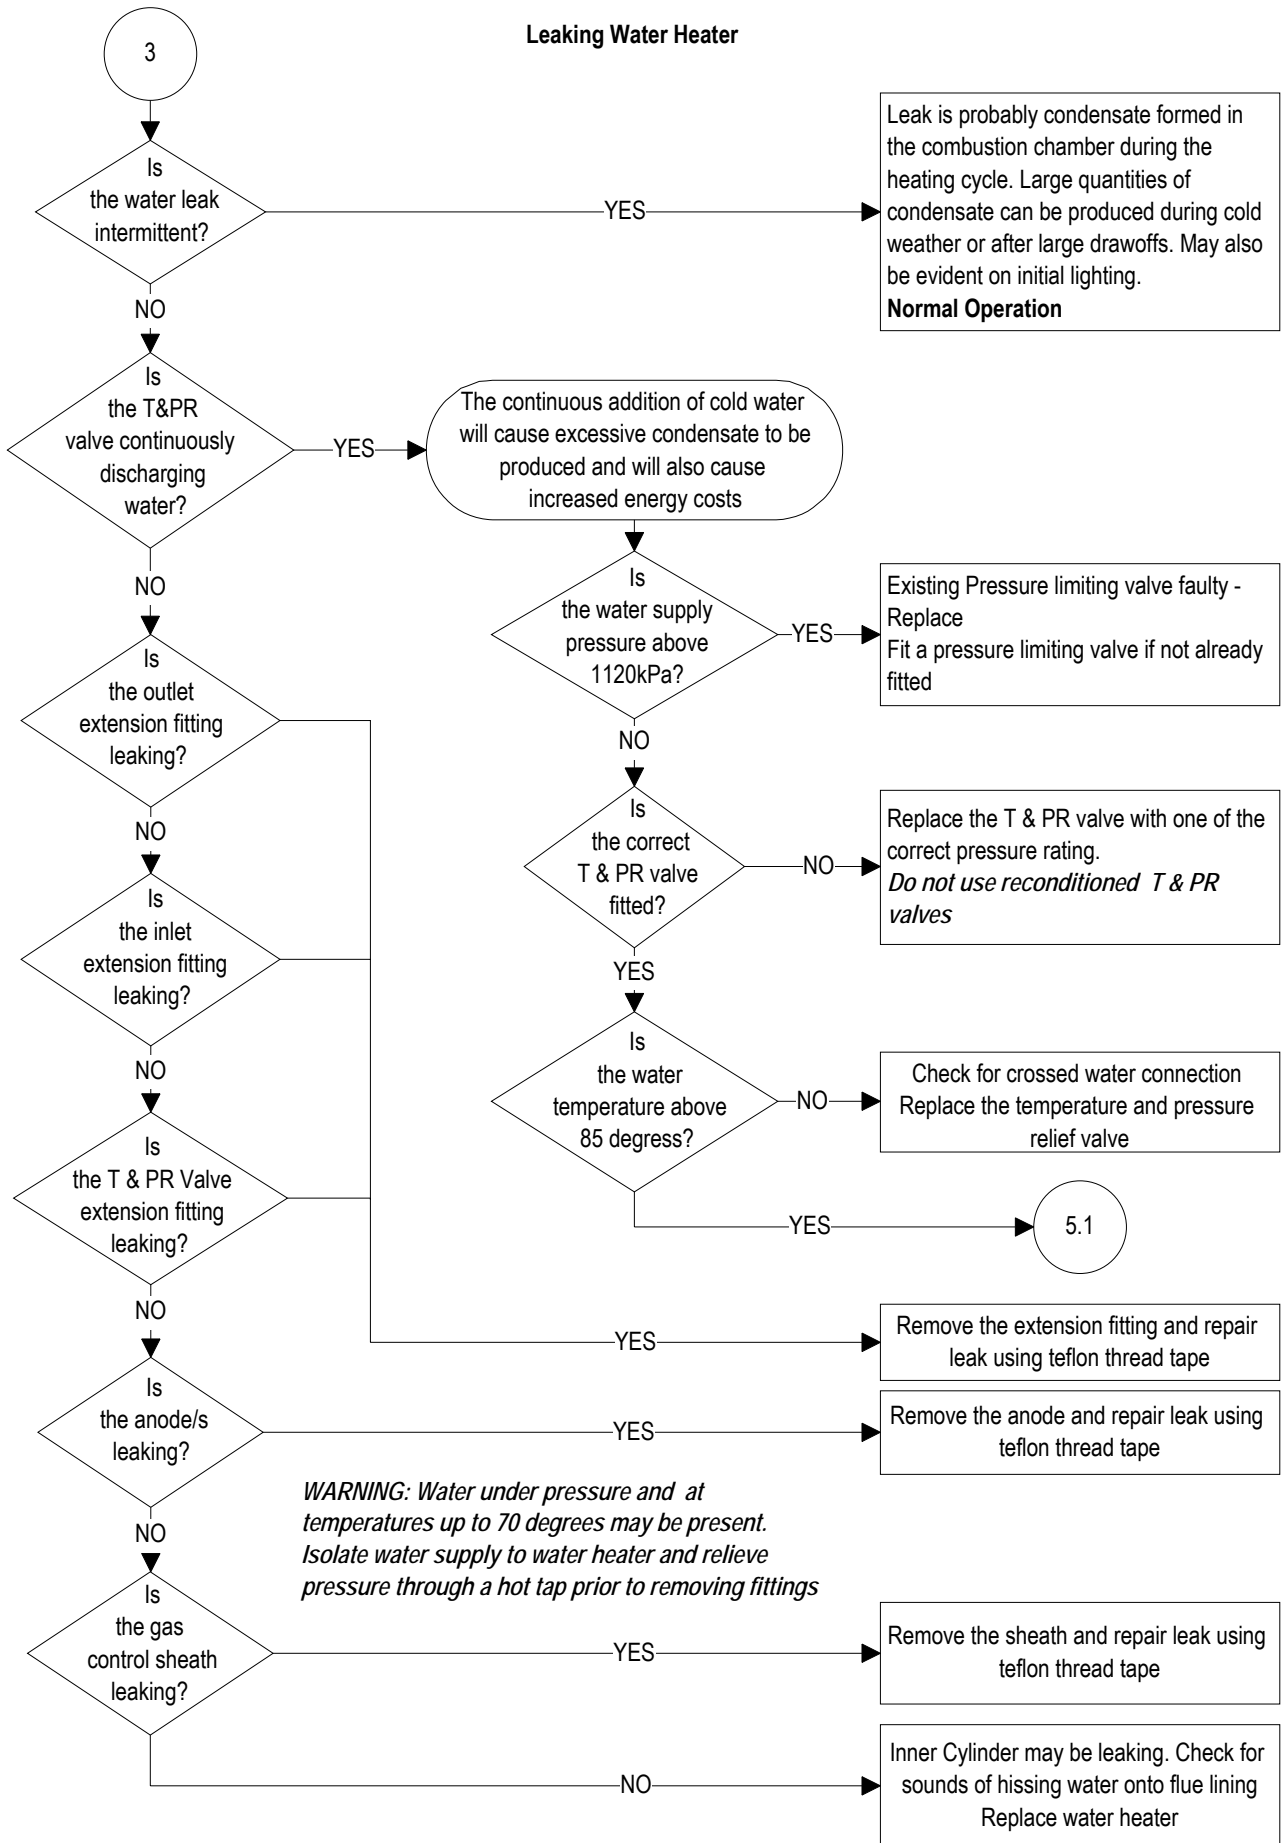 Leaking Water Heater
3
Is
the water leak
intermittent?
YES
Leak is probably condensate formed in
the combustion chamber during the
heating cycle. Large quantities of
condensate can be produced during cold
weather or after large drawoffs. May also
be evident on initial lighting.
Normal Operation
NO
Is
the T&PR
valve continuously
discharging
water?
YES
The continuous addition of cold water
will cause excessive condensate to be
produced and will also cause
increased energy costs
Is
the water supply
pressure above
1120kPa?
YES
Existing Pressure limiting valve faulty -
Replace
Fit a pressure limiting valve if not already
fitted
NO
Is
the correct
T & PR valve
fitted?
NO
Replace the T & PR valve with one of the
correct pressure rating.
Do not use reconditioned T & PR
valves
YES
Is
the water
temperature above
85 degress?
NO
Check for crossed water connection
Replace the temperature and pressure
relief valve
YES
5.1
NO
Is
the outlet
extension fitting
leaking?
NO
Is
the inlet
extension fitting
leaking?
NO
Is
the T & PR Valve
extension fitting
leaking?
YES
Remove the extension fitting and repair
leak using teflon thread tape
NO
Is
the anode/s
leaking?
YES
Remove the anode and repair leak using
teflon thread tape
WARNING: Water under pressure and at
temperatures up to 70 degrees may be present.
Isolate water supply to water heater and relieve
pressure through a hot tap prior to removing fittings
NO
Is
the gas
control sheath
leaking?
YES
Remove the sheath and repair leak using
teflon thread tape
NO
Inner Cylinder may be leaking. Check for
sounds of hissing water onto flue lining
Replace water heater